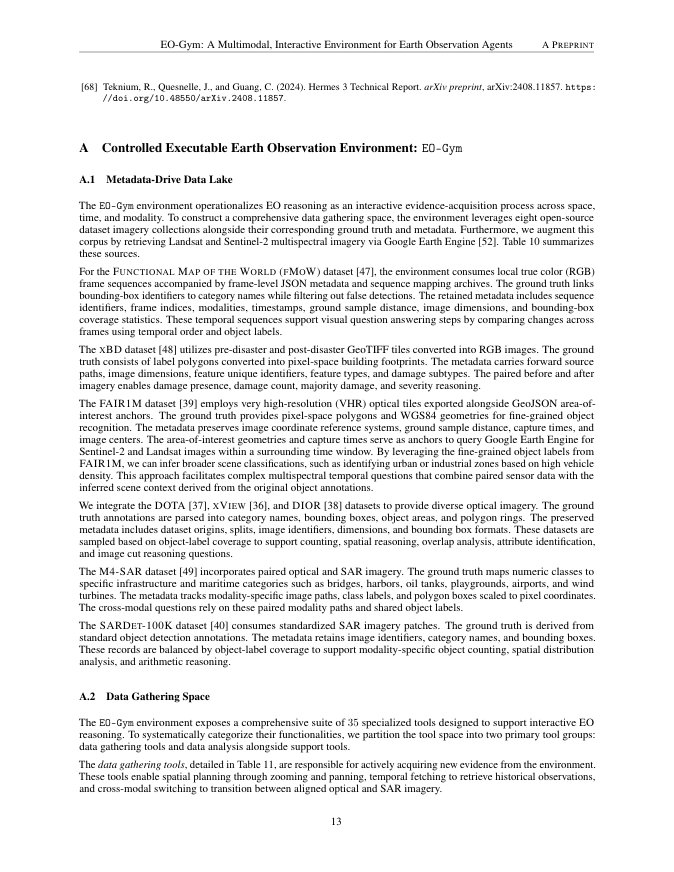 EO-Gym: A Multimodal, Interactive Environment for Earth Observation Agents A PREPRINT
[68] Teknium, R., Quesnelle, J., and Guang, C. (2024). Hermes 3 Technical Report. arXiv preprint, arXiv:2408.11857. https:
//doi.org/10.48550/arXiv.2408.11857.
A Controlled Executable Earth Observation Environment: EO-Gym
A.1 Metadata-Drive Data Lake
The EO-Gym environment operationalizes EO reasoning as an interactive evidence-acquisition process across space,
time, and modality. To construct a comprehensive data gathering space, the environment leverages eight open-source
dataset imagery collections alongside their corresponding ground truth and metadata. Furthermore, we augment this
corpus by retrieving Landsat and Sentinel-2 multispectral imagery via Google Earth Engine [52]. Table 10 summarizes
these sources.
For the FUNCTIONAL MAP OF THE WORLD (FMOW) dataset [47], the environment consumes local true color (RGB)
frame sequences accompanied by frame-level JSON metadata and sequence mapping archives. The ground truth links
bounding-box identifiers to category names while filtering out false detections. The retained metadata includes sequence
identifiers, frame indices, modalities, timestamps, ground sample distance, image dimensions, and bounding-box
coverage statistics. These temporal sequences support visual question answering steps by comparing changes across
frames using temporal order and object labels.
The XBD dataset [48] utilizes pre-disaster and post-disaster GeoTIFF tiles converted into RGB images. The ground
truth consists of label polygons converted into pixel-space building footprints. The metadata carries forward source
paths, image dimensions, feature unique identifiers, feature types, and damage subtypes. The paired before and after
imagery enables damage presence, damage count, majority damage, and severity reasoning.
The FAIR1M dataset [39] employs very high-resolution (VHR) optical tiles exported alongside GeoJSON area-of-
interest anchors. The ground truth provides pixel-space polygons and WGS84 geometries for fine-grained object
recognition. The metadata preserves image coordinate reference systems, ground sample distance, capture times, and
image centers. The area-of-interest geometries and capture times serve as anchors to query Google Earth Engine for
Sentinel-2 and Landsat images within a surrounding time window. By leveraging the fine-grained object labels from
FAIR1M, we can infer broader scene classifications, such as identifying urban or industrial zones based on high vehicle
density. This approach facilitates complex multispectral temporal questions that combine paired sensor data with the
inferred scene context derived from the original object annotations.
We integrate the DOTA [37], XVIEW [36], and DIOR [38] datasets to provide diverse optical imagery. The ground
truth annotations are parsed into category names, bounding boxes, object areas, and polygon rings. The preserved
metadata includes dataset origins, splits, image identifiers, dimensions, and bounding box formats. These datasets are
sampled based on object-label coverage to support counting, spatial reasoning, overlap analysis, attribute identification,
and image cut reasoning questions.
The M4-SAR dataset [49] incorporates paired optical and SAR imagery. The ground truth maps numeric classes to
specific infrastructure and maritime categories such as bridges, harbors, oil tanks, playgrounds, airports, and wind
turbines. The metadata tracks modality-specific image paths, class labels, and polygon boxes scaled to pixel coordinates.
The cross-modal questions rely on these paired modality paths and shared object labels.
The SARDET-100K dataset [40] consumes standardized SAR imagery patches. The ground truth is derived from
standard object detection annotations. The metadata retains image identifiers, category names, and bounding boxes.
These records are balanced by object-label coverage to support modality-specific object counting, spatial distribution
analysis, and arithmetic reasoning.
A.2 Data Gathering Space
The EO-Gym environment exposes a comprehensive suite of 35 specialized tools designed to support interactive EO
reasoning. To systematically categorize their functionalities, we partition the tool space into two primary tool groups:
data gathering tools and data analysis alongside support tools.
The data gathering tools, detailed in Table 11, are responsible for actively acquiring new evidence from the environment.
These tools enable spatial planning through zooming and panning, temporal fetching to retrieve historical observations,
and cross-modal switching to transition between aligned optical and SAR imagery.
13